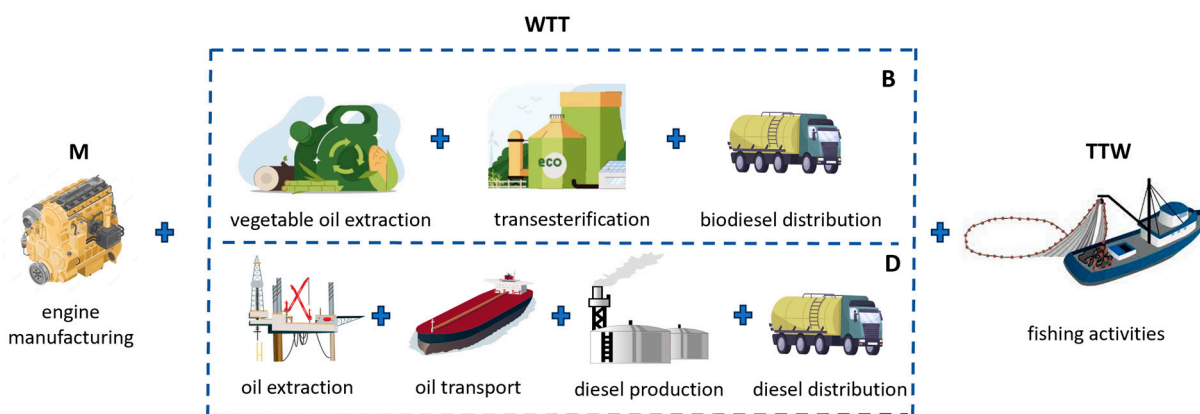 WTT
B
M
eco
TTW
vegetable oil extraction
transesterification
biodiesel distribution
D
engine
manufacturing
fishing activities
oil extraction
oil transport
diesel production
diesel distribution